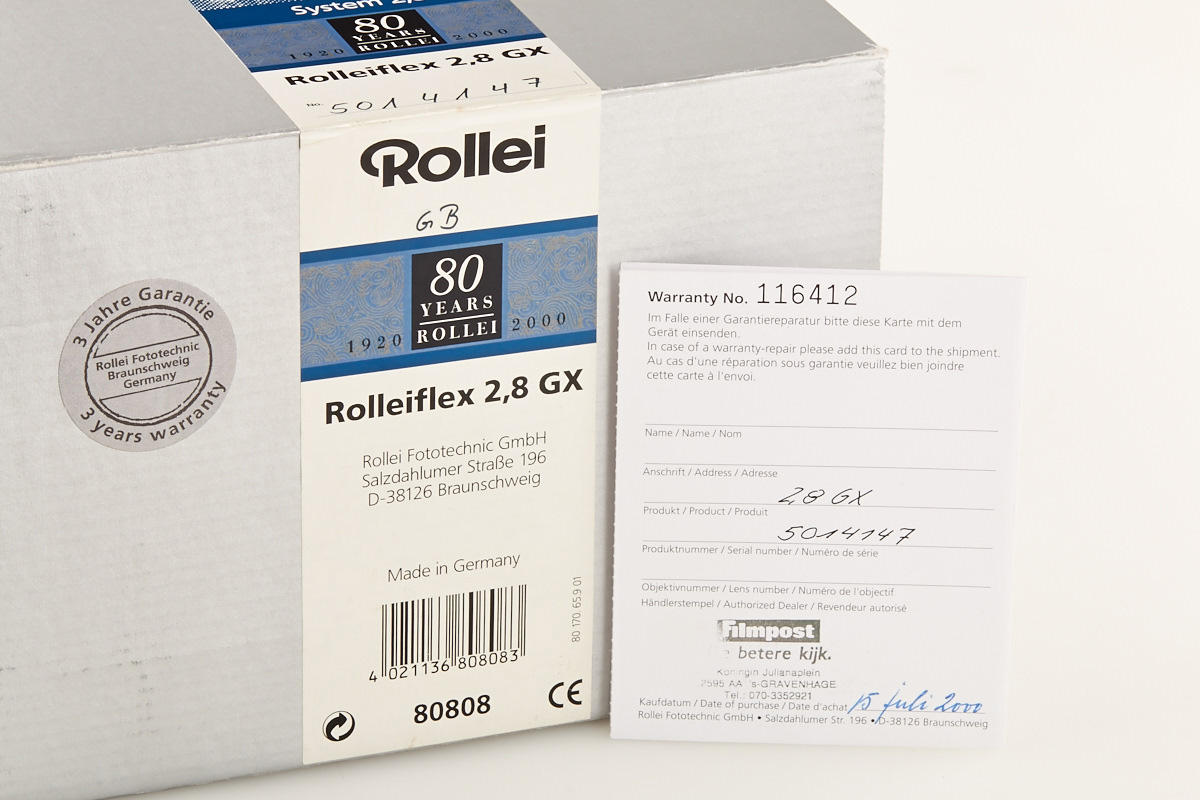 System 2,8
80
YEARS
ROLLEI
1920 2000
Rolleiflex 2,8 GX
No. 5014147
Rollei
GB
80
YEARS
ROLLEI
1920 2000
Rolleiflex 2,8 GX
Rollei Fototechnic GmbH
Salzdahlumer Straße 196
D-38126 Braunschweig
Made in Germany
80 170 65.9 01
4 021136 808083
80808
CE
3 Jahre Garantie
Rollei Fototechnic
Braunschweig
Germany
3 years warranty
Warranty No. 116412
Im Falle einer Garantiereparatur bitte diese Karte mit dem
Gerät einsenden.
In case of a warranty-repair please add this card to the shipment.
Au cas d'une réparation sous garantie veuillez bien joindre
cette carte à l'envoi.
Name / Name / Nom
Anschrift / Address / Adresse
2,8 GX
Produkt / Product / Produit
5014147
Produktnummer / Serial number / Numéro de série
Objektivnummer / Lens number / Numéro de l'objectif
Händlerstempel / Authorized Dealer / Revendeur autorisé
filmpost
betere kijk.
Koningin Julianaplein
2595 AA 's-GRAVENHAGE
Tel.: 070-3352921
Kaufdatum / Date of purchase / Date d'achat 15 juli 2000
Rollei Fototechnic GmbH • Salzdahlumer Str. 196 • D-38126 Braunschweig